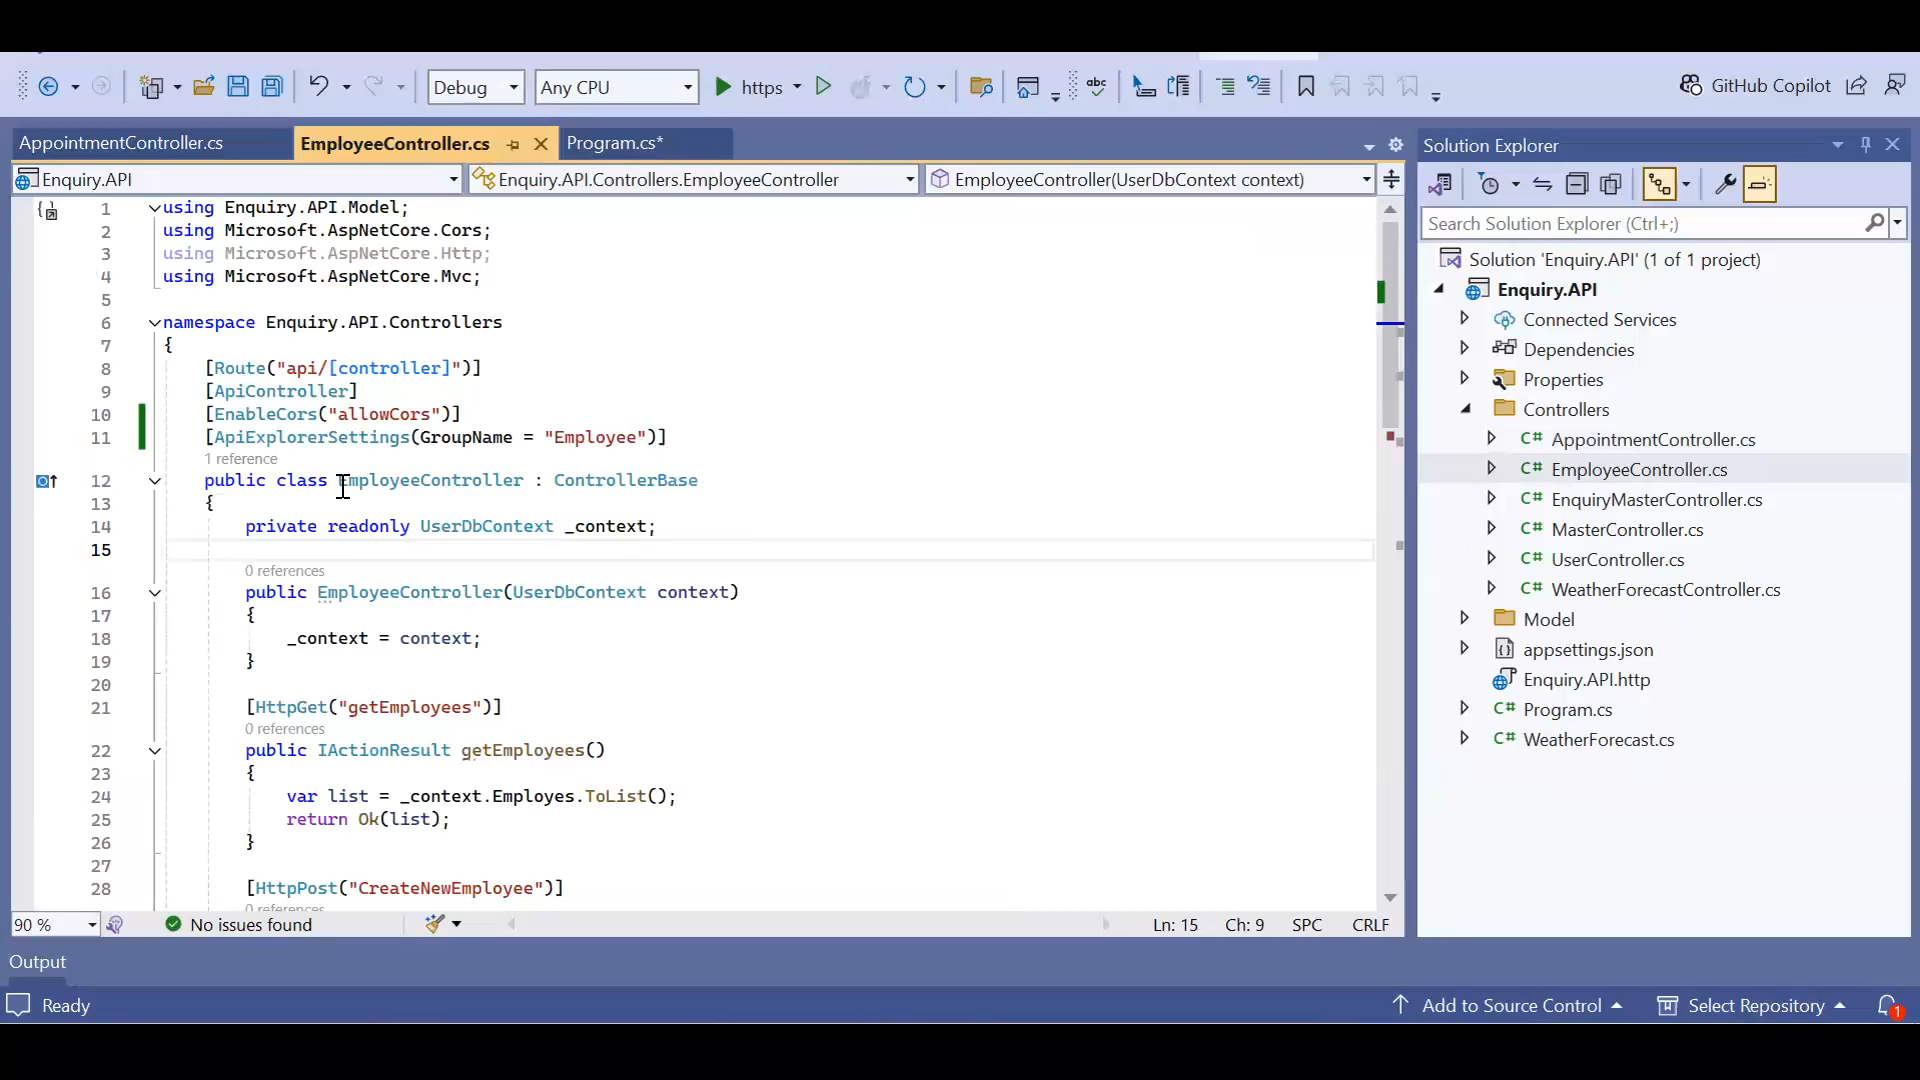 Debug
Any CPU
https
GitHub Copilot
AppointmentController.cs
EmployeeController.cs
Program.cs*
Enquiry.API
Enquiry.API.Controllers.EmployeeController
EmployeeController(UserDbContext context)
1 using Enquiry.API.Model;
2 using Microsoft.AspNetCore.Cors;
3 using Microsoft.AspNetCore.Http;
4 using Microsoft.AspNetCore.Mvc;
5
6 namespace Enquiry.API.Controllers
7 {
8 [Route("api/[controller]")]
9 [ApiController]
10 [EnableCors("allowCors")]
11 [ApiExplorerSettings(GroupName = "Employee")]
1 reference
12 public class EmployeeController : ControllerBase
13 {
14 private readonly UserDbContext _context;
15
0 references
16 public EmployeeController(UserDbContext context)
17 {
18 _context = context;
19 }
20
21 [HttpGet("getEmployees")]
0 references
22 public IActionResult getEmployees()
23 {
24 var list = _context.Employes.ToList();
25 return Ok(list);
26 }
27
28 [HttpPost("CreateNewEmployee")]
0 references
90 %
No issues found
Ln: 15
Ch: 9
SPC
CRLF
Solution Explorer
Search Solution Explorer (Ctrl+;)
Solution 'Enquiry.API' (1 of 1 project)
Enquiry.API
Connected Services
Dependencies
Properties
Controllers
C# AppointmentController.cs
C# EmployeeController.cs
C# EnquiryMasterController.cs
C# MasterController.cs
C# UserController.cs
C# WeatherForecastController.cs
Model
appsettings.json
Enquiry.API.http
C# Program.cs
C# WeatherForecast.cs
Output
Ready
Add to Source Control
Select Repository
1